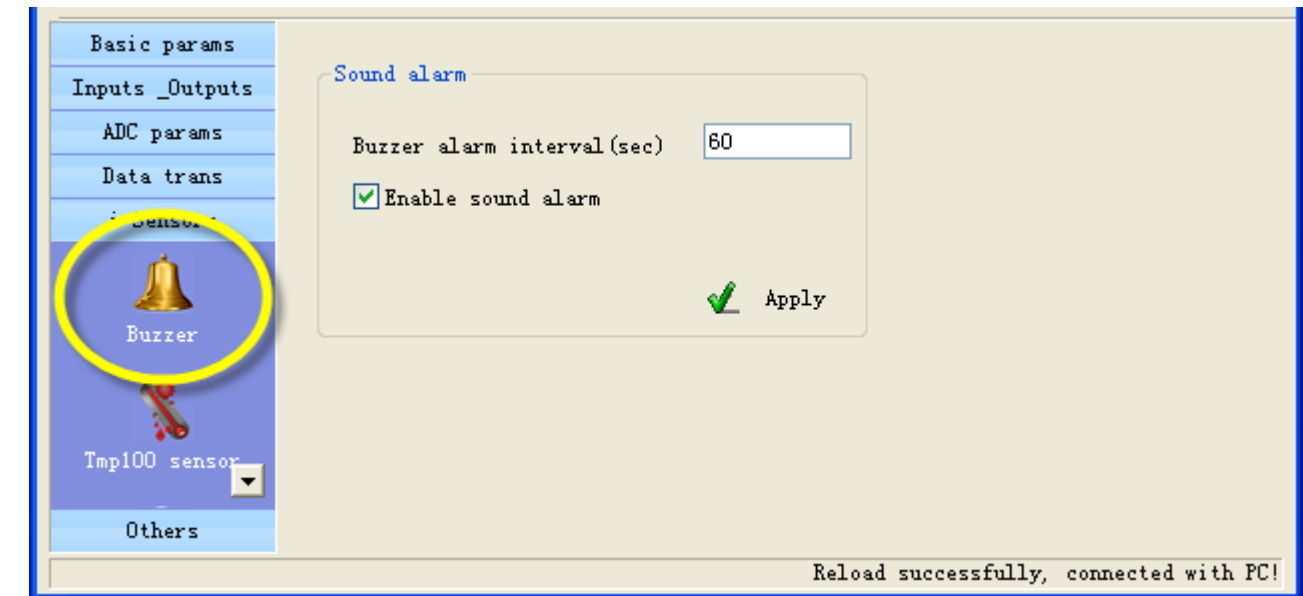 Basic params
Inputs _Outputs
ADC params
Data trans
Buzzer
Tmp100 sensor
Others
Sound alarm
Buzzer alarm interval(sec)
60
Enable sound alarm
Apply
Reload successfully, connected with PC!